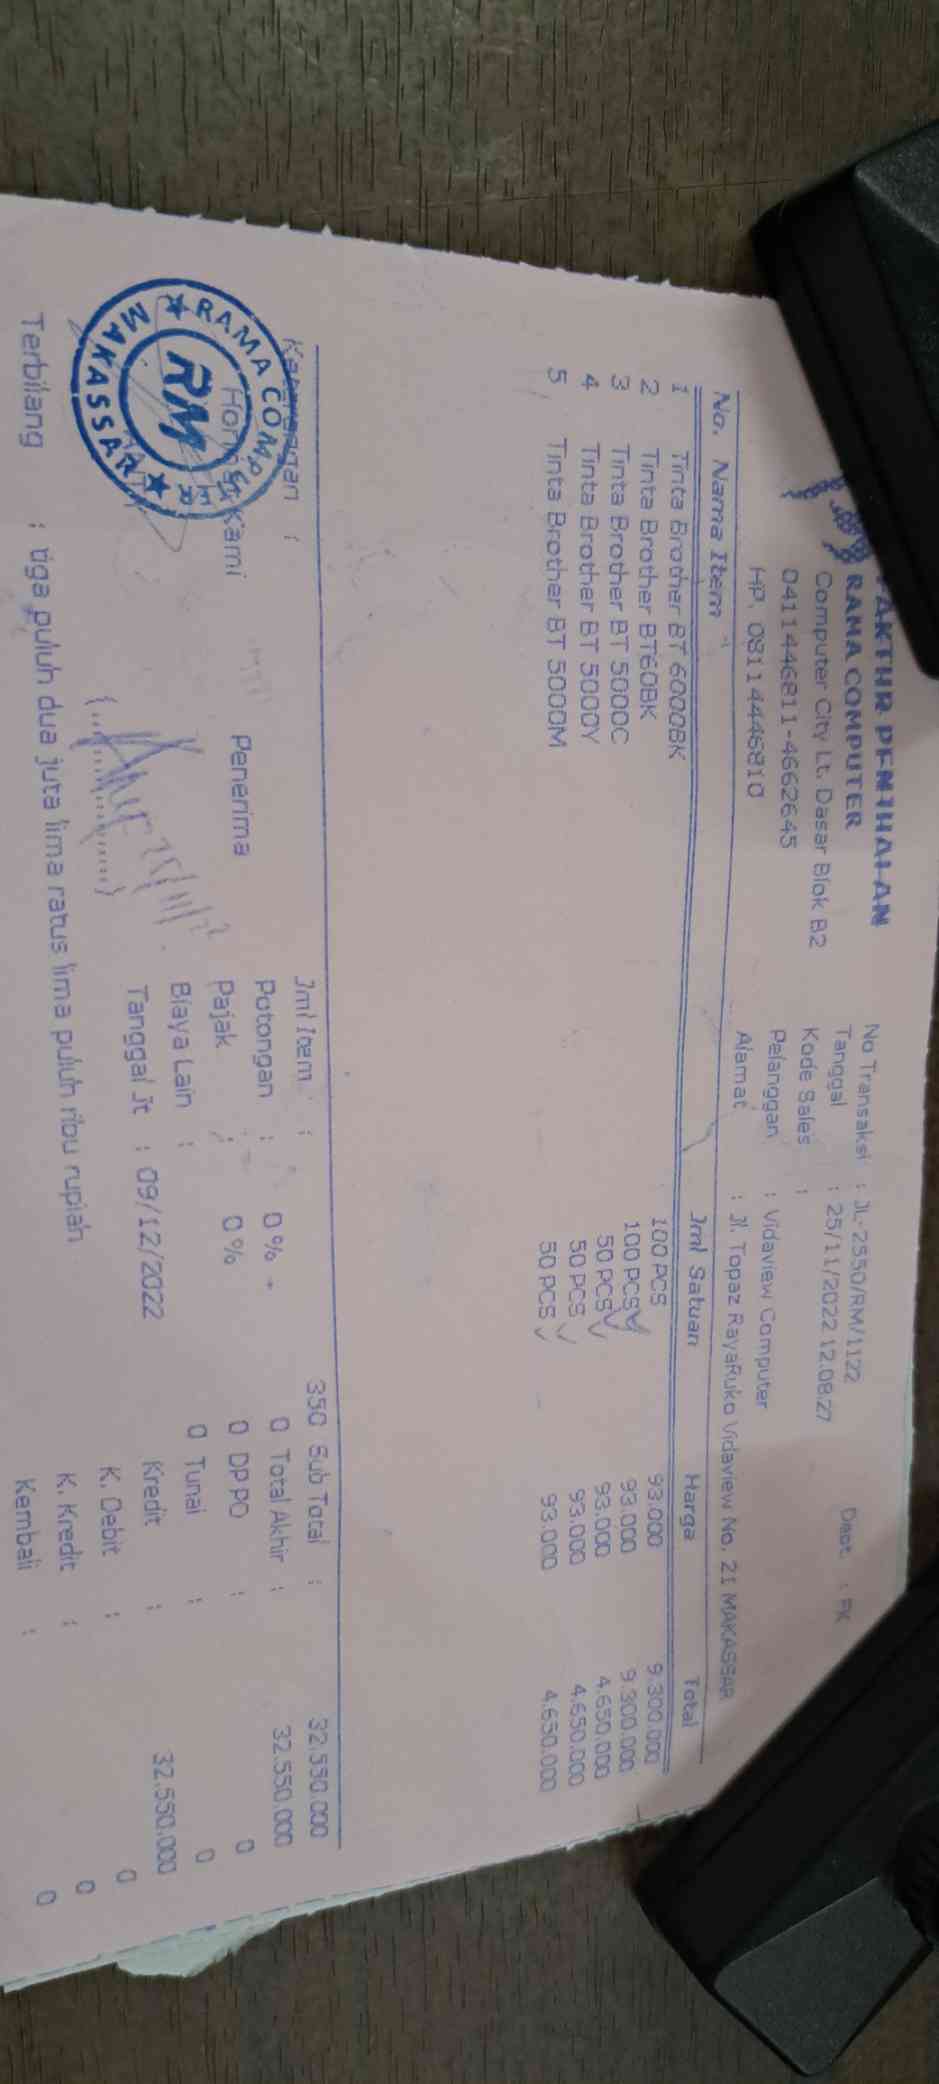 FAKTUR PENJUALAN
RAMA COMPUTER
Computer City Lt. Dasar Blok B2
0411446811-4662645
HP. 08114446810
No Transaksi : JL-2550/RM/1122
Dept. : FK
Tanggal : 25/11/2022 12.08.27
Kode Sales :
Pelanggan : Vidaview Computer
Alamat : Jl. Topaz RayaRuko Vidaview No. 21 MAKASSAR
No. Nama Item Jml Satuan Harga Total
1 Tinta Brother BT 6000BK 100 PCS 93.000 9.300.000
2 Tinta Brother BT60BK 100 PCS 93.000 9.300.000
3 Tinta Brother BT 5000C 50 PCS 93.000 4.650.000
4 Tinta Brother BT 5000Y 50 PCS 93.000 4.650.000
5 Tinta Brother BT 5000M 50 PCS 93.000 4.650.000
Keterangan :
Jml Item : 350 Sub Total : 32.550.000
Hormat Kami
Penerima
Potongan : 0 % + 0 Total Akhir : 32.550.000
Pajak : 0 % 0 DP PO : 0
Biaya Lain : 0 Tunai : 0
Tanggal Jt : 09/12/2022 Kredit : 32.550.000
K. Debit : 0
K. Kredit : 0
Kembali : 0
Terbilang : tiga puluh dua juta lima ratus lima puluh ribu rupiah
RAMA COMPUTER
RM
MAKASSAR